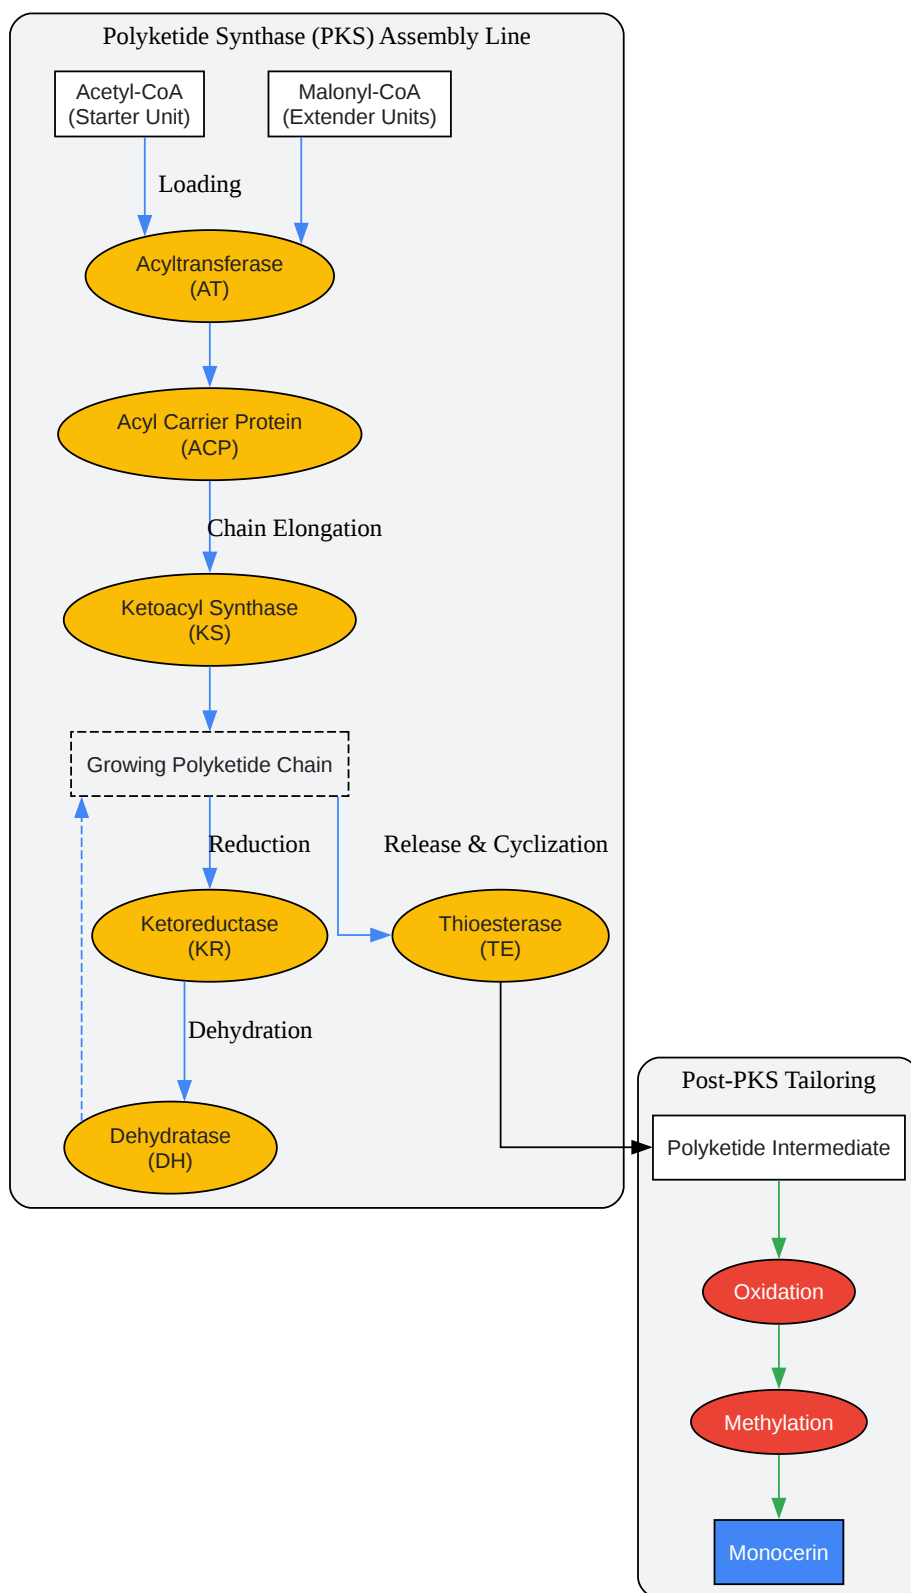 Polyketide Synthase (PKS) Assembly Line
Acetyl-CoA
(Starter Unit)
Malonyl-CoA
(Extender Units)
Loading
Acyltransferase
(AT)
Acyl Carrier Protein
(ACP)
Chain Elongation
Ketoacyl Synthase
(KS)
Growing Polyketide Chain
Reduction
Release & Cyclization
Ketoreductase
(KR)
Thioesterase
(TE)
Dehydration
Dehydratase
(DH)
Post-PKS Tailoring
Polyketide Intermediate
Oxidation
Methylation
Monocerin